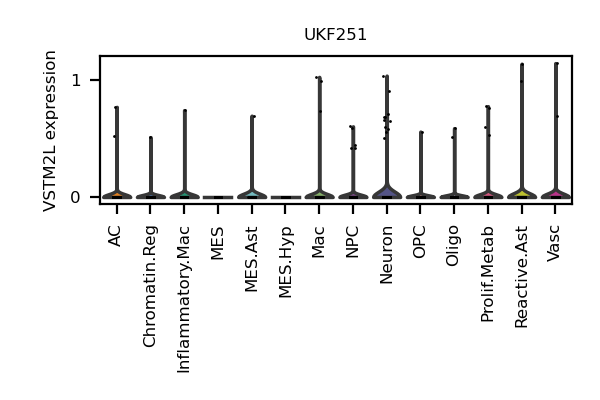 UKF251
VSTM2L expression
1
0
AC
Chromatin.Reg
Inflammatory.Mac
MES
MES.Ast
MES.Hyp
Mac
NPC
Neuron
OPC
Oligo
Prolif.Metab
Reactive.Ast
Vasc